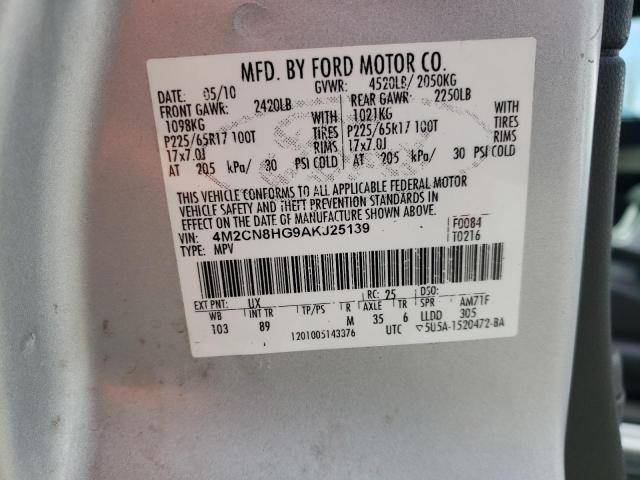 MFD. BY FORD MOTOR CO.
DATE: 05/10 GVWR: 4520LB/ 2050KG
FRONT GAWR: 2420LB REAR GAWR: 2250LB
1098KG WITH 1021KG WITH
P225/65R17 100T TIRES P225/65R17 100T TIRES
17x7.0J RIMS 17x7.0J RIMS
AT 205 kPa/ 30 PSI COLD AT 205 kPa/ 30 PSI COLD
THIS VEHICLE CONFORMS TO ALL APPLICABLE FEDERAL MOTOR
VEHICLE SAFETY AND THEFT PREVENTION STANDARDS IN
EFFECT ON THE DATE OF MANUFACTURE SHOWN ABOVE.
VIN: 4M2CN8HG9AKJ25139 F0084
TYPE: MPV T0216
EXT PNT: UX RC: 25 DSO:
WB INT TR TP/PS R AXLE TR SPR AM71F
103 89 M 35 6 LLDD 305
1201005143376 UTC ▽5U5A-1520472-BA